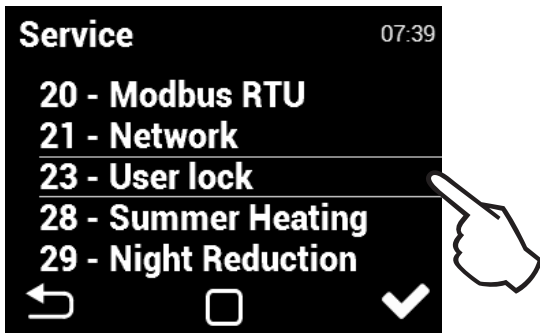 Service 07:39
20 - Modbus RTU
21 - Network
23 - User lock
28 - Summer Heating
29 - Night Reduction